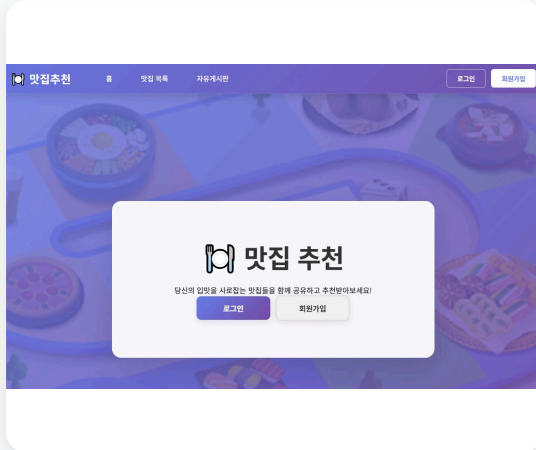 맛집추천
홈
맛집 목록
자유게시판
로그인
회원가입
맛집 추천
당신의 입맛을 사로잡는 맛집들을 함께 공유하고 추천받아보세요!
로그인
회원가입